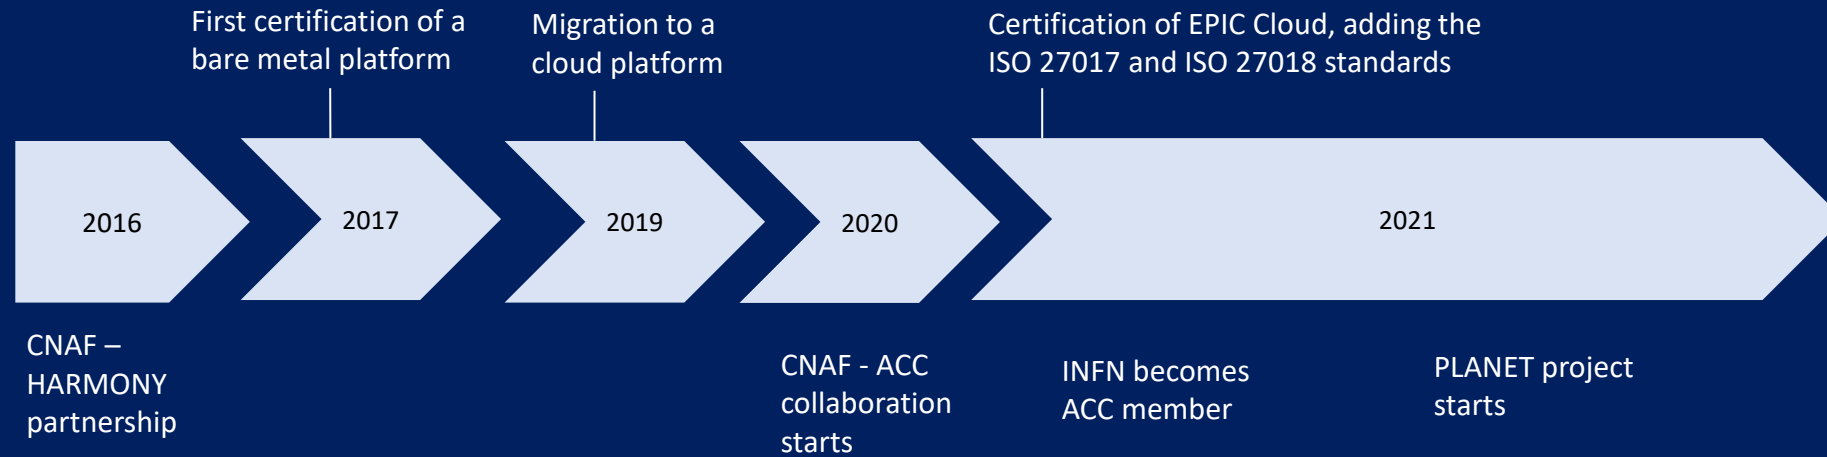 First certification of a
bare metal platform
Migration to a
cloud platform
Certification of EPIC Cloud, adding the
ISO 27017 and ISO 27018 standards
2016
2017
2019
2020
2021
CNAF –
HARMONY
partnership
CNAF - ACC
collaboration
starts
INFN becomes
ACC member
PLANET project
starts